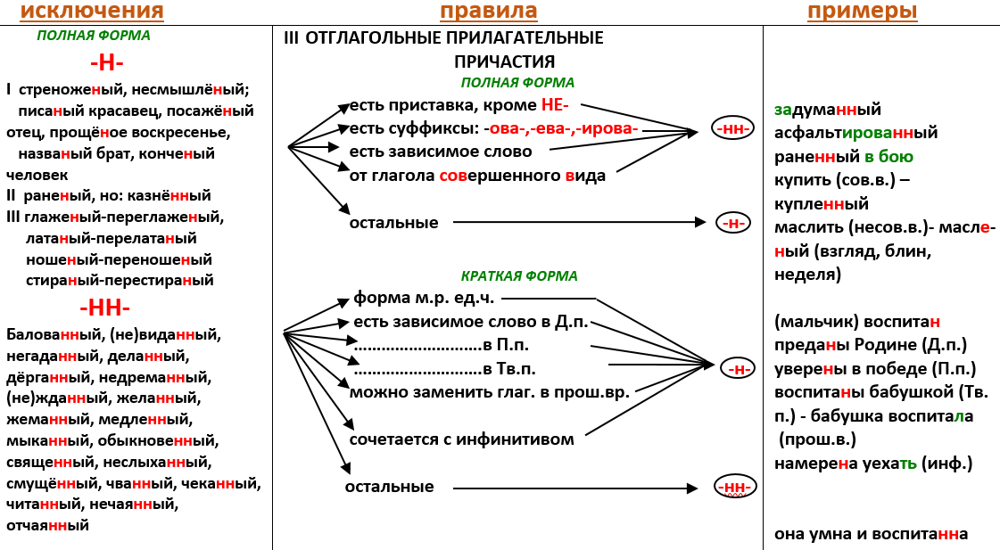 исключения
ПОЛНАЯ ФОРМА
-Н-
I стреноженый, несмышлёный;
писаный красавец, посажёный
отец, прощёное воскресенье,
названый брат, конченый
человек
II раненый, но: казнённый
III глаженый-переглаженый,
латаный-перелатаный
ношеный-переношеный
стираный-перестираный
-НН-
Балованный, (не)виданный,
негаданный, деланный,
дёрганный, недреманный,
(не)жданный, желанный,
жеманный, медленный,
мыканный, обыкновенный,
священный, неслыханный,
смущённый, чванный, чеканный,
читанный, нечаянный,
отчаянный
правила
III ОТГЛАГОЛЬНЫЕ ПРИЛАГАТЕЛЬНЫЕ
ПРИЧАСТИЯ
ПОЛНАЯ ФОРМА
есть приставка, кроме НЕ-
есть суффиксы: -ова-,-ева-,-ирова-
-нн-
есть зависимое слово
от глагола совершенного вида
остальные
-н-
КРАТКАЯ ФОРМА
форма м.р. ед.ч.
есть зависимое слово в Д.п.
...........................в П.п.
...........................в Тв.п.
-н-
можно заменить глаг. в прош.вр.
сочетается с инфинитивом
остальные
-нн-
примеры
задуманный
асфальтированный
раненный в бою
купить (сов.в.) –
купленный
маслить (несов.в.)- масле-
ный (взгляд, блин,
неделя)
(мальчик) воспитан
преданы Родине (Д.п.)
уверены в победе (П.п.)
воспитаны бабушкой (Тв.
п.) - бабушка воспитала
(прош.в.)
намерена уехать (инф.)
она умна и воспитанна